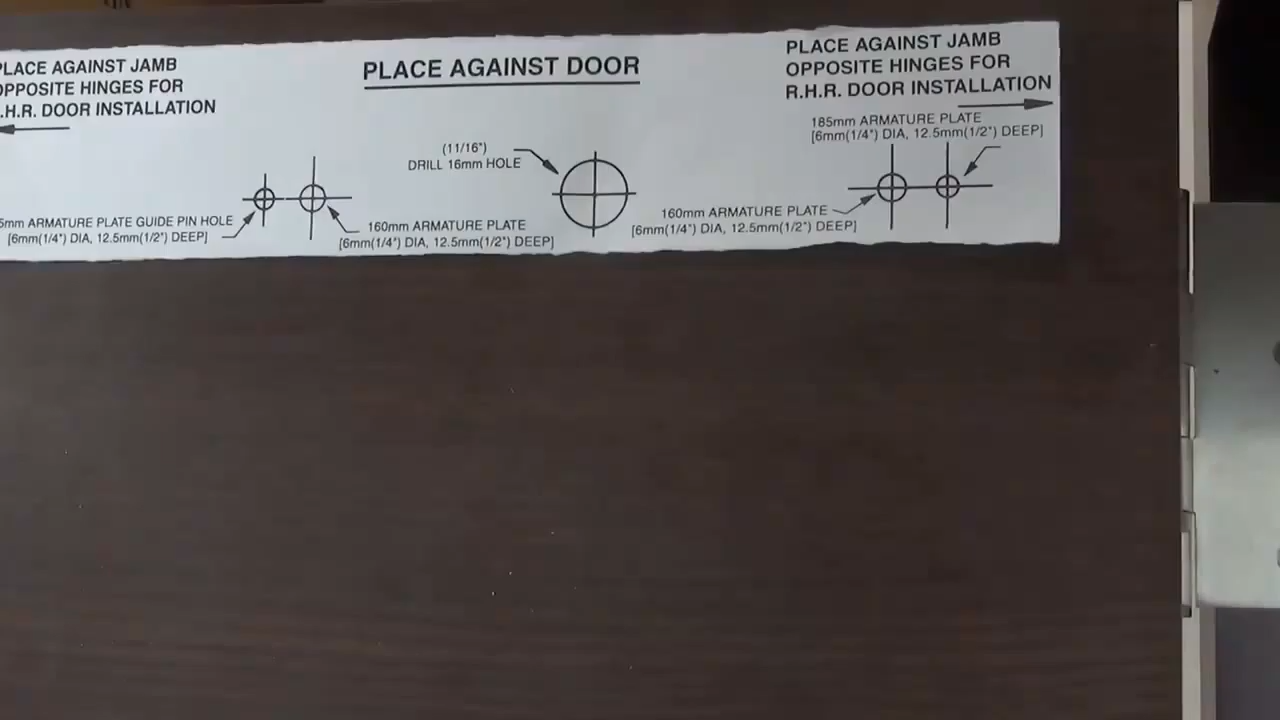 PLACE AGAINST JAMB
OPPOSITE HINGES FOR
.H.R. DOOR INSTALLATION
PLACE AGAINST DOOR
PLACE AGAINST JAMB
OPPOSITE HINGES FOR
R.H.R. DOOR INSTALLATION
(11/16")
DRILL 16mm HOLE
185mm ARMATURE PLATE
[6mm(1/4") DIA, 12.5mm(1/2") DEEP]
5mm ARMATURE PLATE GUIDE PIN HOLE
[6mm(1/4") DIA, 12.5mm(1/2") DEEP]
160mm ARMATURE PLATE
[6mm(1/4") DIA, 12.5mm(1/2") DEEP]
160mm ARMATURE PLATE
[6mm(1/4") DIA, 12.5mm(1/2") DEEP]